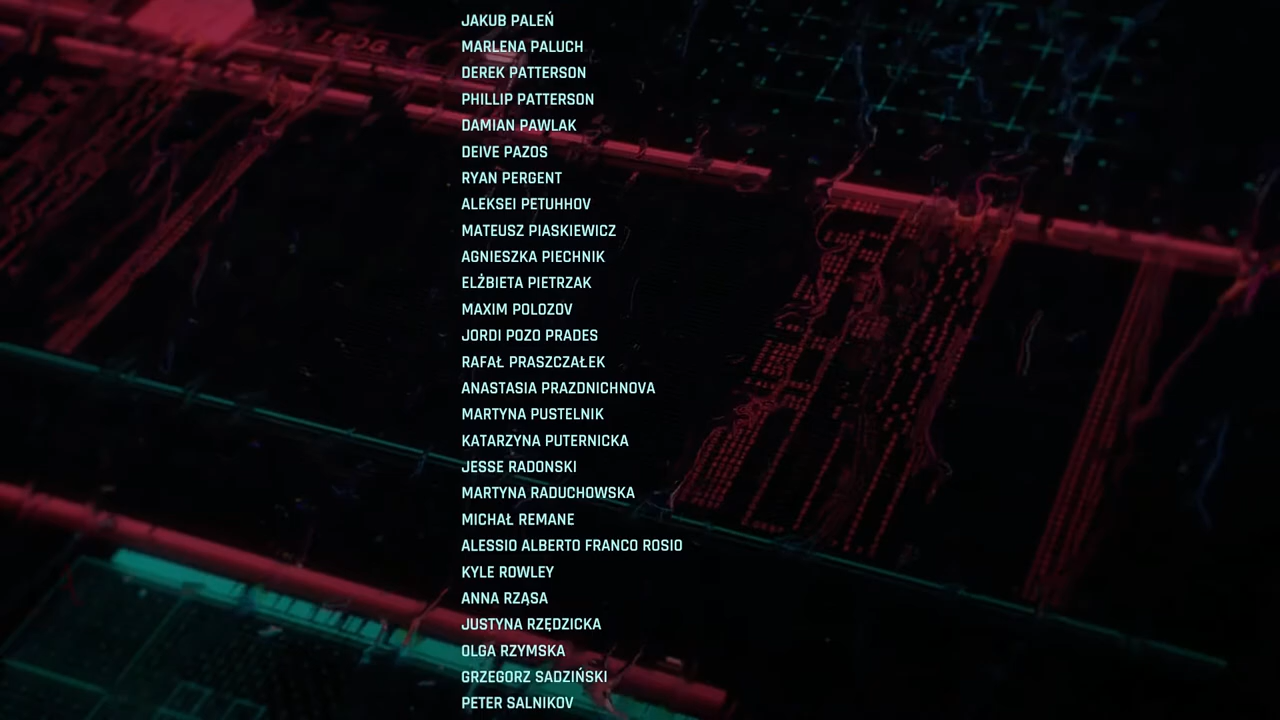 JAKUB PALEŃ
MARLENA PALUCH
DEREK PATTERSON
PHILLIP PATTERSON
DAMIAN PAWLAK
DEIVE PAZOS
RYAN PERGENT
ALEKSEI PETUHHOV
MATEUSZ PIASKIEWICZ
AGNIESZKA PIECHNIK
ELŻBIETA PIETRZAK
MAXIM POLOZOV
JORDI POZO PRADES
RAFAŁ PRASZCZAŁEK
ANASTASIA PRAZDNICHNOVA
MARTYNA PUSTELNIK
KATARZYNA PUTERNICKA
JESSE RADONSKI
MARTYNA RADUCHOWSKA
MICHAŁ REMANE
ALESSIO ALBERTO FRANCO ROSIO
KYLE ROWLEY
ANNA RZĄSA
JUSTYNA RZĘDZICKA
OLGA RZYMSKA
GRZEGORZ SADZIŃSKI
PETER SALNIKOV